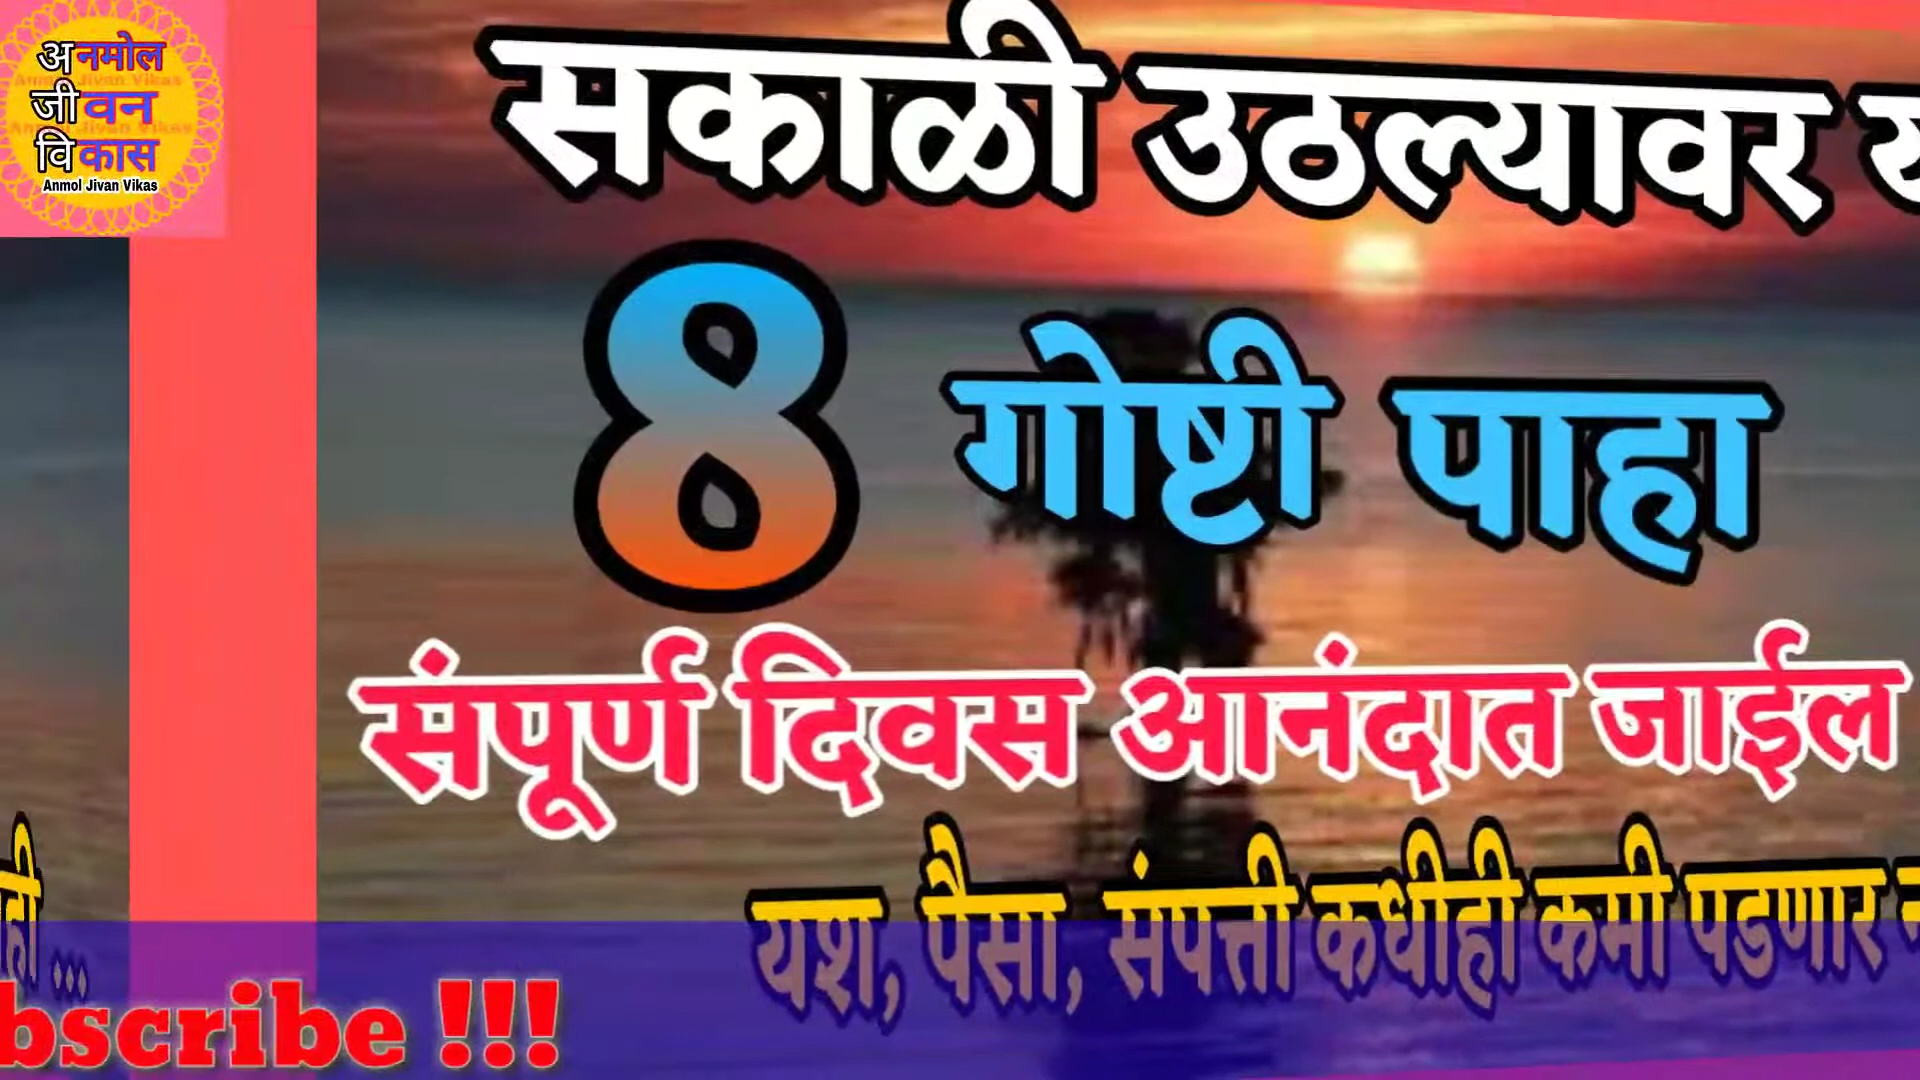 अनमोल
जीवन
विकास
Anmol Jivan Vikas
सकाळी उठल्यावर
8 गोष्टी पाहा
संपूर्ण दिवस आनंदात जाईल
यश, पैसा, संपत्ती कधीही कमी पडणार
ही ...
bscribe !!!